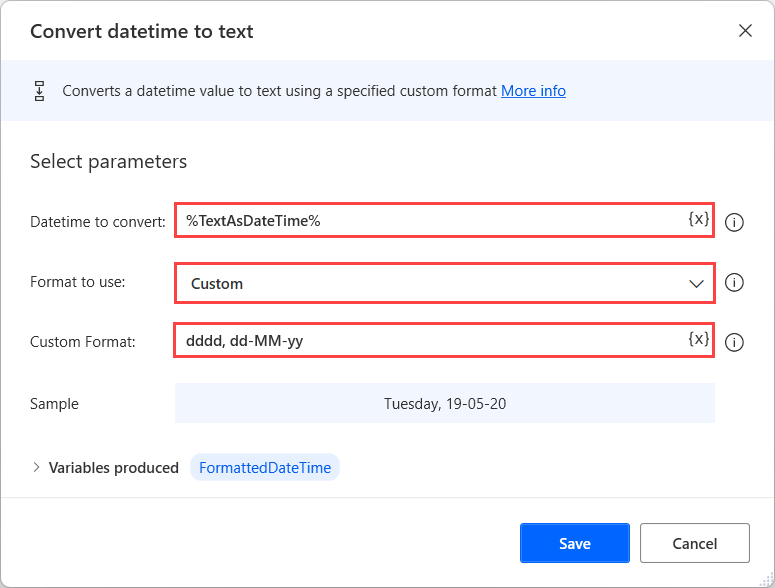 Convert datetime to text
Converts a datetime value to text using a specified custom format More info
Select parameters
Datetime to convert: %TextAsDateTime% {x}
Format to use: Custom
Custom Format: dddd, dd-MM-yy {x}
Sample Tuesday, 19-05-20
Variables produced FormattedDateTime
Save Cancel